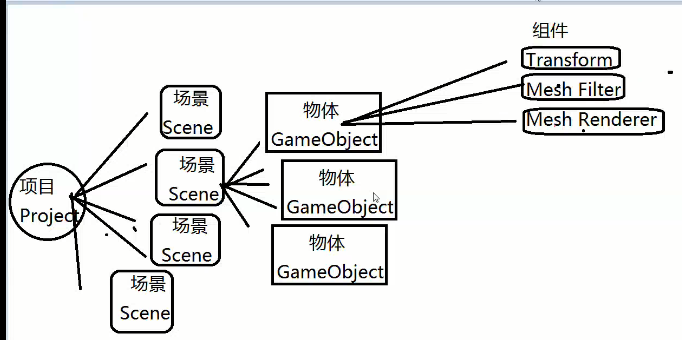 项目
Project
场景
Scene
场景
Scene
场景
Scene
场景
Scene
物体
GameObject
物体
GameObject
物体
GameObject
组件
Transform
Mesh Filter
Mesh Renderer